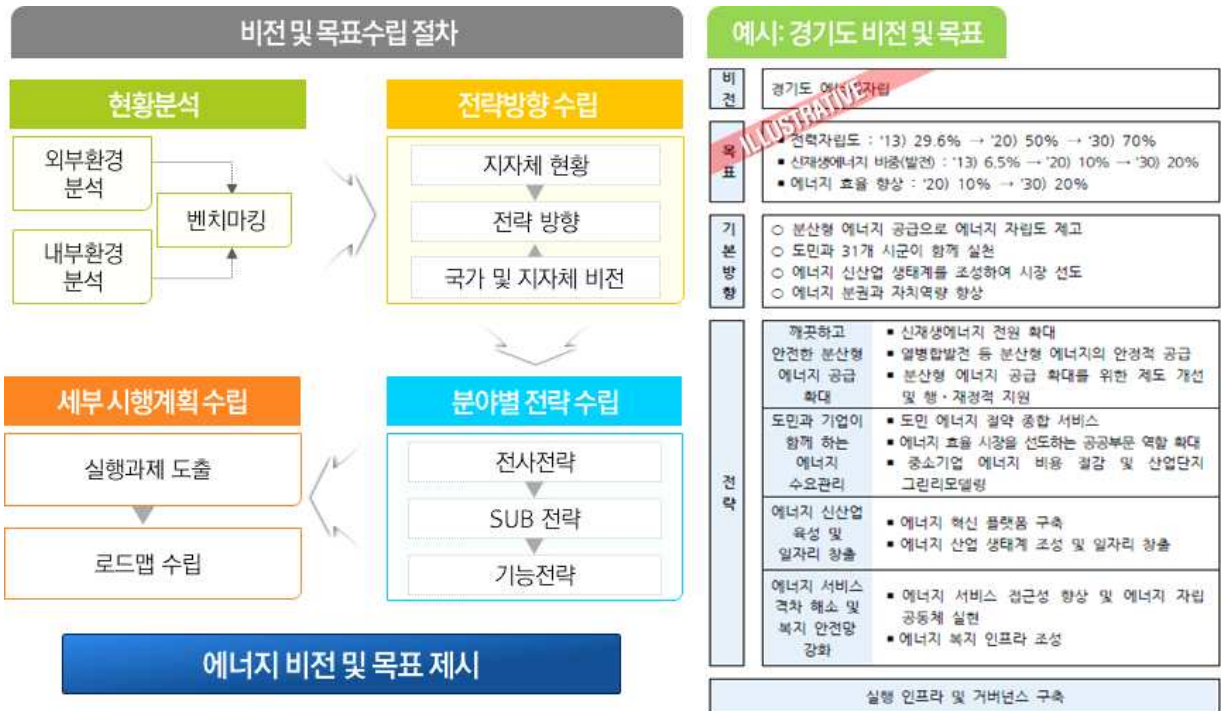 비전 및 목표수립 절차
현황분석
외부환경
분석
벤치마킹
내부환경
분석
전략방향 수립
지자체 현황
전략 방향
국가 및 지자체 비전
분야별 전략 수립
전사전략
SUB 전략
기능전략
세부 시행계획 수립
실행과제 도출
로드맵 수립
에너지 비전 및 목표 제시
예시: 경기도 비전 및 목표
비
전
경기도 에너지자립
ILLUSTRATIVE
목
표
▪ 전력자립도 : '13) 29.6% → '20) 50% → '30) 70%
▪ 신재생에너지 비중(발전) : '13) 6.5% → '20) 10% → '30) 20%
▪ 에너지 효율 향상 : '20) 10% → '30) 20%
기
본
방
향
○ 분산형 에너지 공급으로 에너지 자립도 제고
○ 도민과 31개 시군이 함께 실천
○ 에너지 신산업 생태계를 조성하여 시장 선도
○ 에너지 분권과 자치역량 향상
전
략
깨끗하고
안전한 분산형
에너지 공급
확대
▪ 신재생에너지 전원 확대
▪ 열병합발전 등 분산형 에너지의 안정적 공급
▪ 분산형 에너지 공급 확대를 위한 제도 개선
및 행·재정적 지원
도민과 기업이
함께 하는
에너지
수요관리
▪ 도민 에너지 절약 종합 서비스
▪ 에너지 효율 시장을 선도하는 공공부문 역할 확대
▪ 중소기업 에너지 비용 절감 및 산업단지
그린리모델링
에너지 신산업
육성 및
일자리 창출
▪ 에너지 혁신 플랫폼 구축
▪ 에너지 산업 생태계 조성 및 일자리 창출
에너지 서비스
격차 해소 및
복지 안전망
강화
▪ 에너지 서비스 접근성 향상 및 에너지 자립
공동체 실현
▪ 에너지 복지 인프라 조성
실행 인프라 및 거버넌스 구축